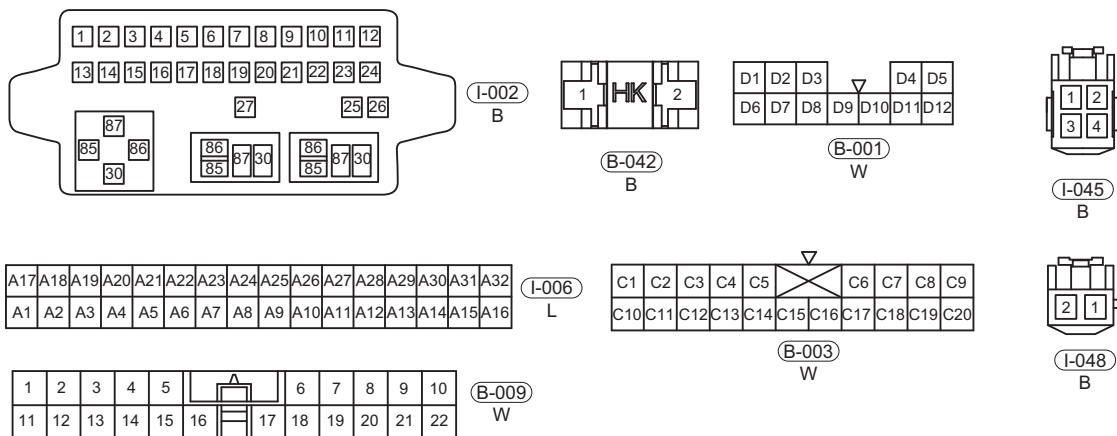 1 2 3 4 5 6 7 8 9 10 11 12
13 14 15 16 17 18 19 20 21 22 23 24
27 25 26
87
85 86
30
86
85
87 30
86
85
87 30
I-002
B
1 HK 2
B-042
B
D1 D2 D3 D4 D5
D6 D7 D8 D9 D10 D11 D12
B-001
W
1 2
3 4
I-045
B
A17 A18 A19 A20 A21 A22 A23 A24 A25 A26 A27 A28 A29 A30 A31 A32
A1 A2 A3 A4 A5 A6 A7 A8 A9 A10 A11 A12 A13 A14 A15 A16
I-006
L
C1 C2 C3 C4 C5 C6 C7 C8 C9
C10 C11 C12 C13 C14 C15 C16 C17 C18 C19 C20
B-003
W
2 1
I-048
B
1 2 3 4 5 6 7 8 9 10
11 12 13 14 15 16 17 18 19 20 21 22
B-009
W